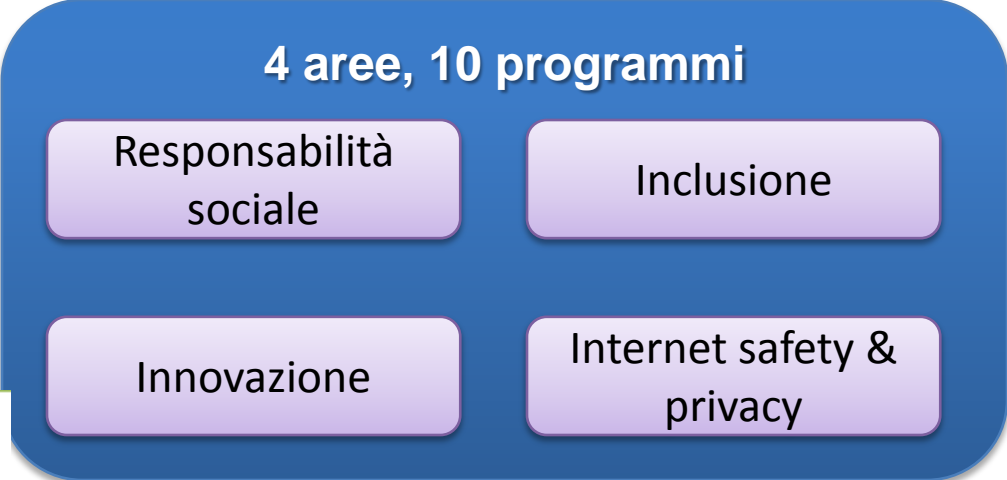 4 aree, 10 programmi
Responsabilità
sociale
Inclusione
Innovazione
Internet safety &
privacy